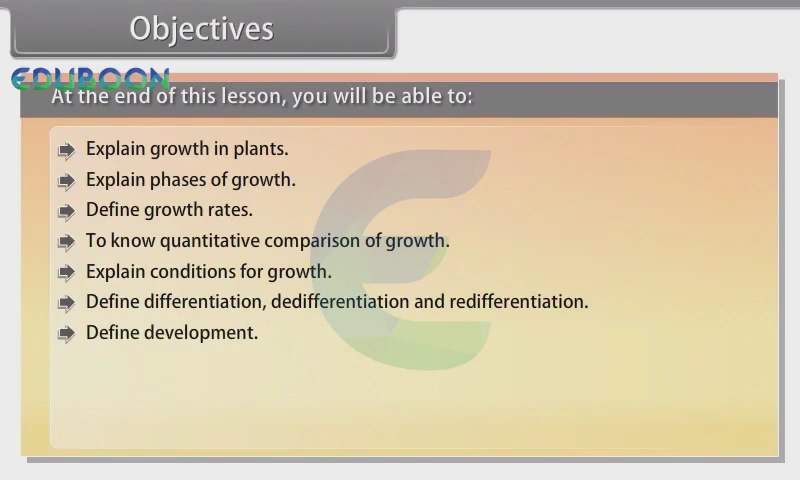 Objectives
EDUBOON
At the end of this lesson, you will be able to:
Explain growth in plants.
Explain phases of growth.
Define growth rates.
To know quantitative comparison of growth.
Explain conditions for growth.
Define differentiation, dedifferentiation and redifferentiation.
Define development.